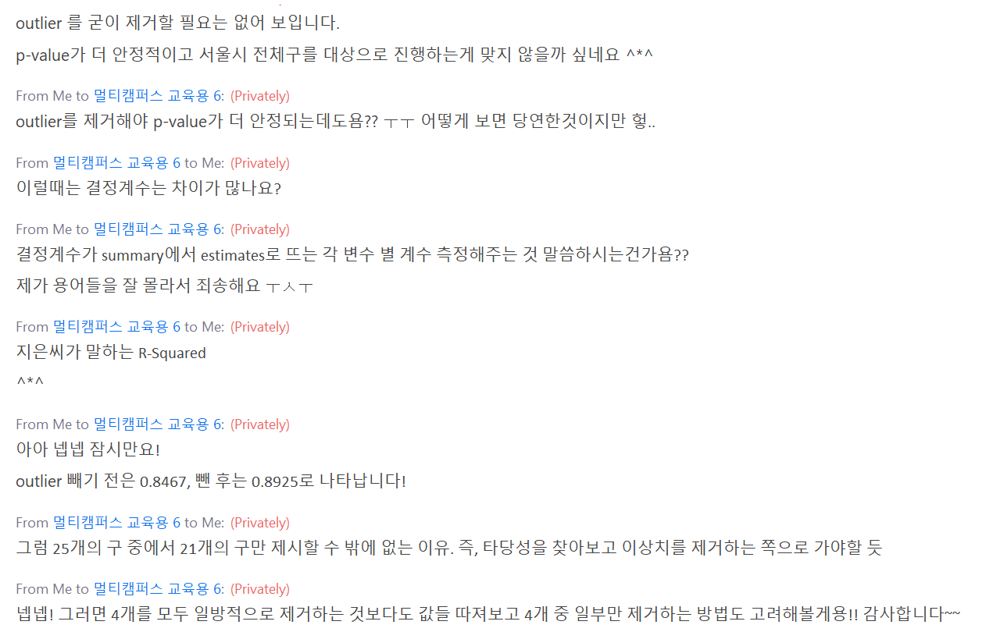 outlier 를 굳이 제거할 필요는 없어 보입니다.
p-value가 더 안정적이고 서울시 전체구를 대상으로 진행하는게 맞지 않을까 싶네요 ^*^
From Me to 멀티캠퍼스 교육용 6: (Privately)
outlier를 제거해야 p-value가 더 안정되는데도욤?? ㅜㅜ 어떻게 보면 당연한것이지만 헣..
From 멀티캠퍼스 교육용 6 to Me: (Privately)
이럴때는 결정계수는 차이가 많나요?
From Me to 멀티캠퍼스 교육용 6: (Privately)
결정계수가 summary에서 estimates로 뜨는 각 변수 별 계수 측정해주는 것 말씀하시는건가욤??
제가 용어들을 잘 몰라서 죄송해요 ㅜㅅㅜ
From 멀티캠퍼스 교육용 6 to Me: (Privately)
지은씨가 말하는 R-Squared
^*^
From Me to 멀티캠퍼스 교육용 6: (Privately)
아아 넵넵 잠시만요!
outlier 빼기 전은 0.8467, 뺀 후는 0.8925로 나타납니다!
From 멀티캠퍼스 교육용 6 to Me: (Privately)
그럼 25개의 구 중에서 21개의 구만 제시할 수 밖에 없는 이유. 즉, 타당성을 찾아보고 이상치를 제거하는 쪽으로 가야할 듯
From Me to 멀티캠퍼스 교육용 6: (Privately)
넵넵! 그러면 4개를 모두 일방적으로 제거하는 것보다도 값들 따져보고 4개 중 일부만 제거하는 방법도 고려해볼게용!! 감사합니다~~